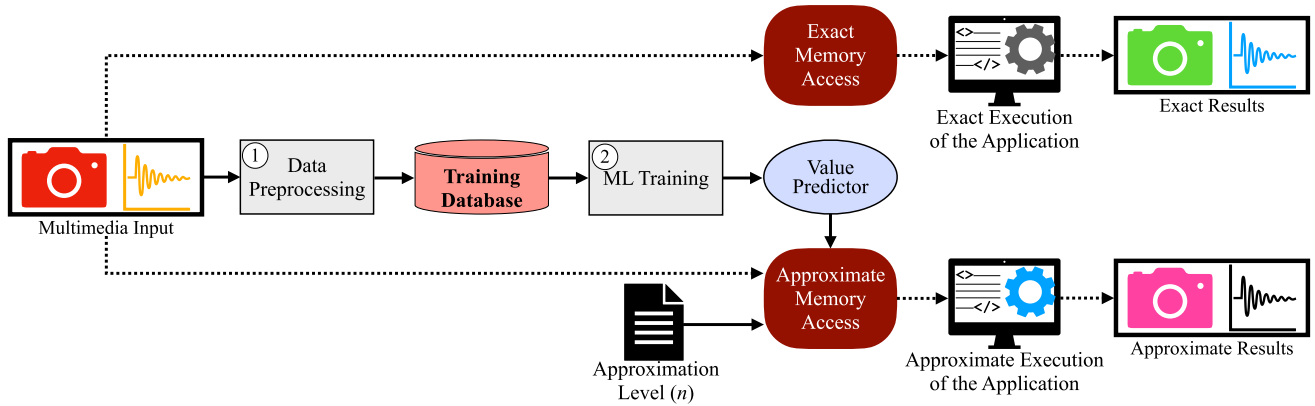 Exact
Memory
Access
<>
</>
Exact Execution
of the Application
Exact Results
Multimedia Input
1
Data
Preprocessing
Training
Database
2
ML Training
Value
Predictor
Approximate
Memory
Access
Approximation
Level (n)
<>
</>
Approximate Execution
of the Application
Approximate Results